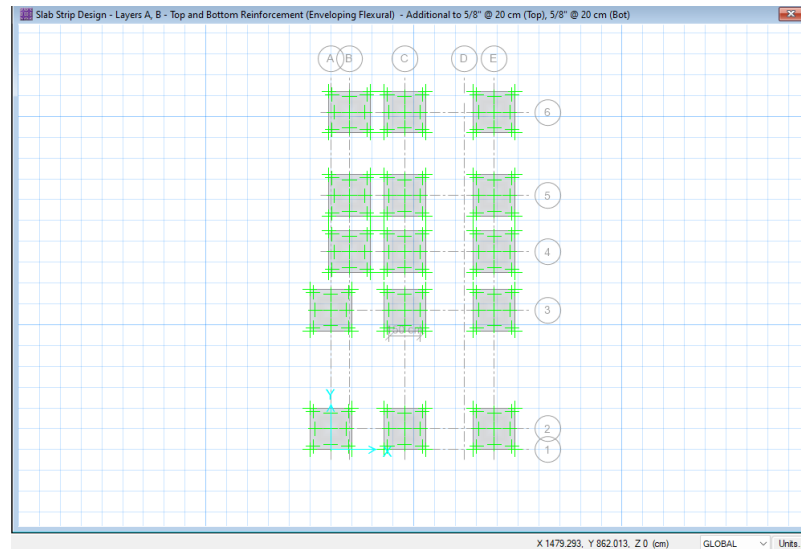 Slab Strip Design - Layers A, B - Top and Bottom Reinforcement (Enveloping Flexural) - Additional to 5/8" @ 20 cm (Top), 5/8" @ 20 cm (Bot)
A B C D E
6
5
4
3
Y
2
X
1
X 1479.293, Y 862.013, Z 0 (cm)
GLOBAL
Units.